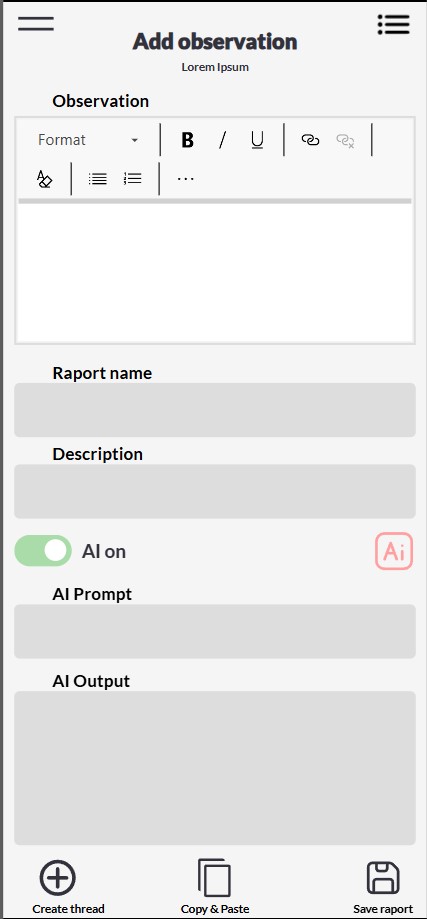 Add observation
Lorem Ipsum
Observation
Format B / U
...
Raport name
Description
AI on Ai
AI Prompt
AI Output
Create thread Copy & Paste Save raport